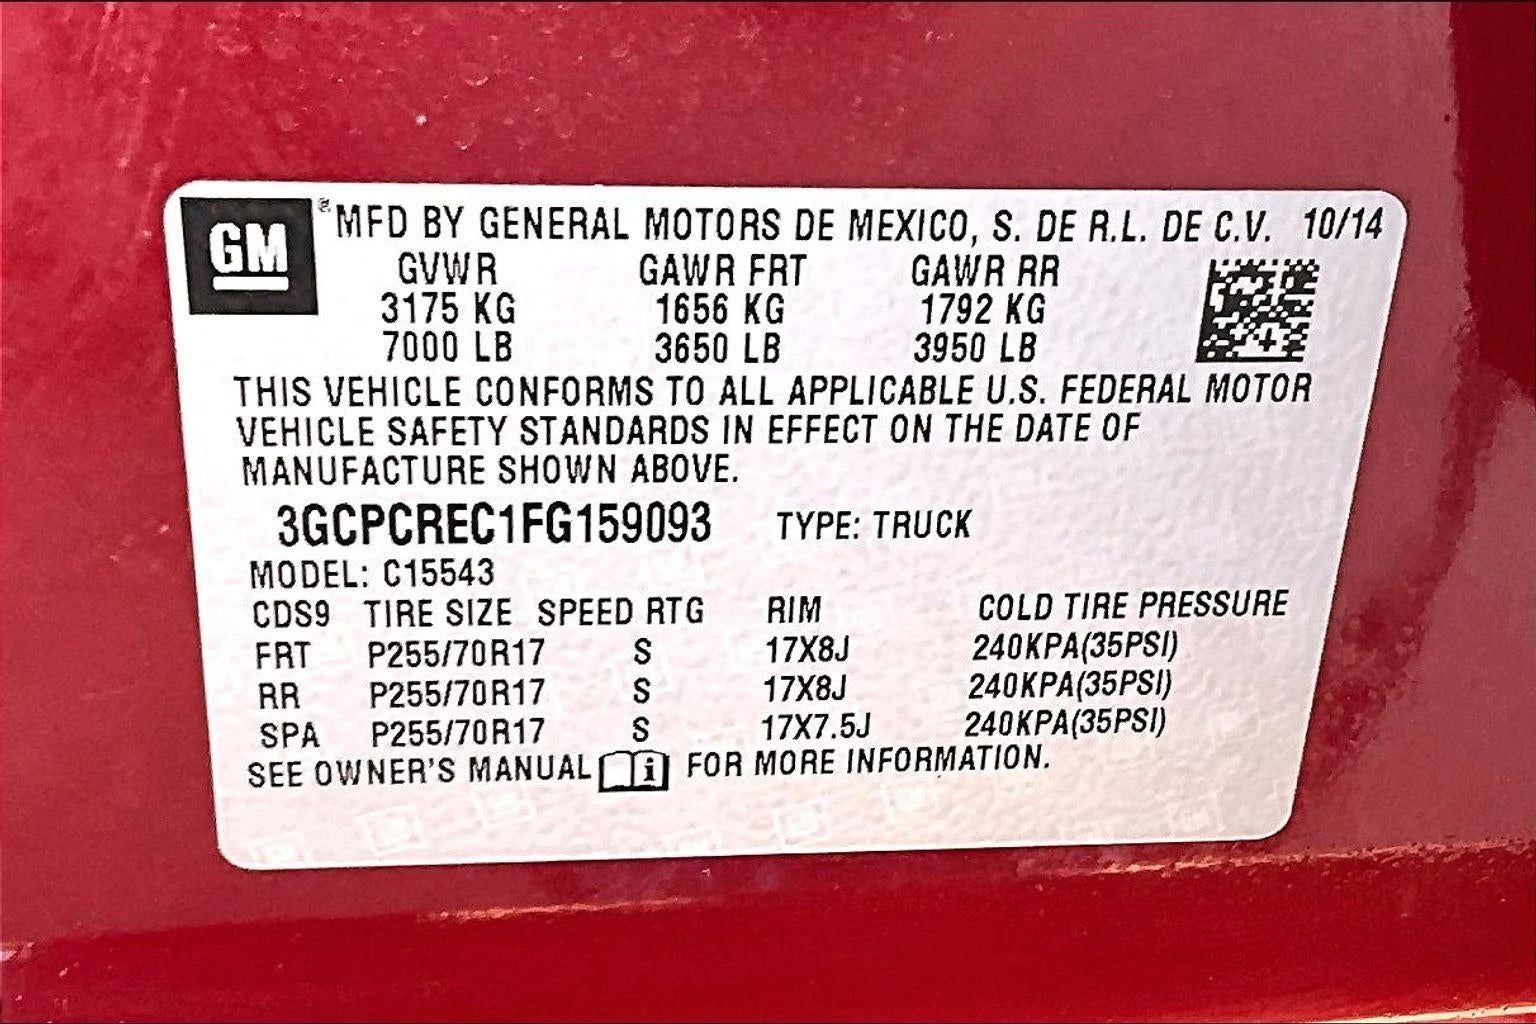 GM ® MFD BY GENERAL MOTORS DE MEXICO, S. DE R.L. DE C.V. 10/14
GVWR GAWR FRT GAWR RR
3175 KG 1656 KG 1792 KG
7000 LB 3650 LB 3950 LB
THIS VEHICLE CONFORMS TO ALL APPLICABLE U.S. FEDERAL MOTOR
VEHICLE SAFETY STANDARDS IN EFFECT ON THE DATE OF
MANUFACTURE SHOWN ABOVE.
3GCPCREC1FG159093 TYPE: TRUCK
MODEL: C15543
CDS9 TIRE SIZE SPEED RTG RIM COLD TIRE PRESSURE
FRT P255/70R17 S 17X8J 240KPA(35PSI)
RR P255/70R17 S 17X8J 240KPA(35PSI)
SPA P255/70R17 S 17X7.5J 240KPA(35PSI)
SEE OWNER'S MANUAL i FOR MORE INFORMATION.